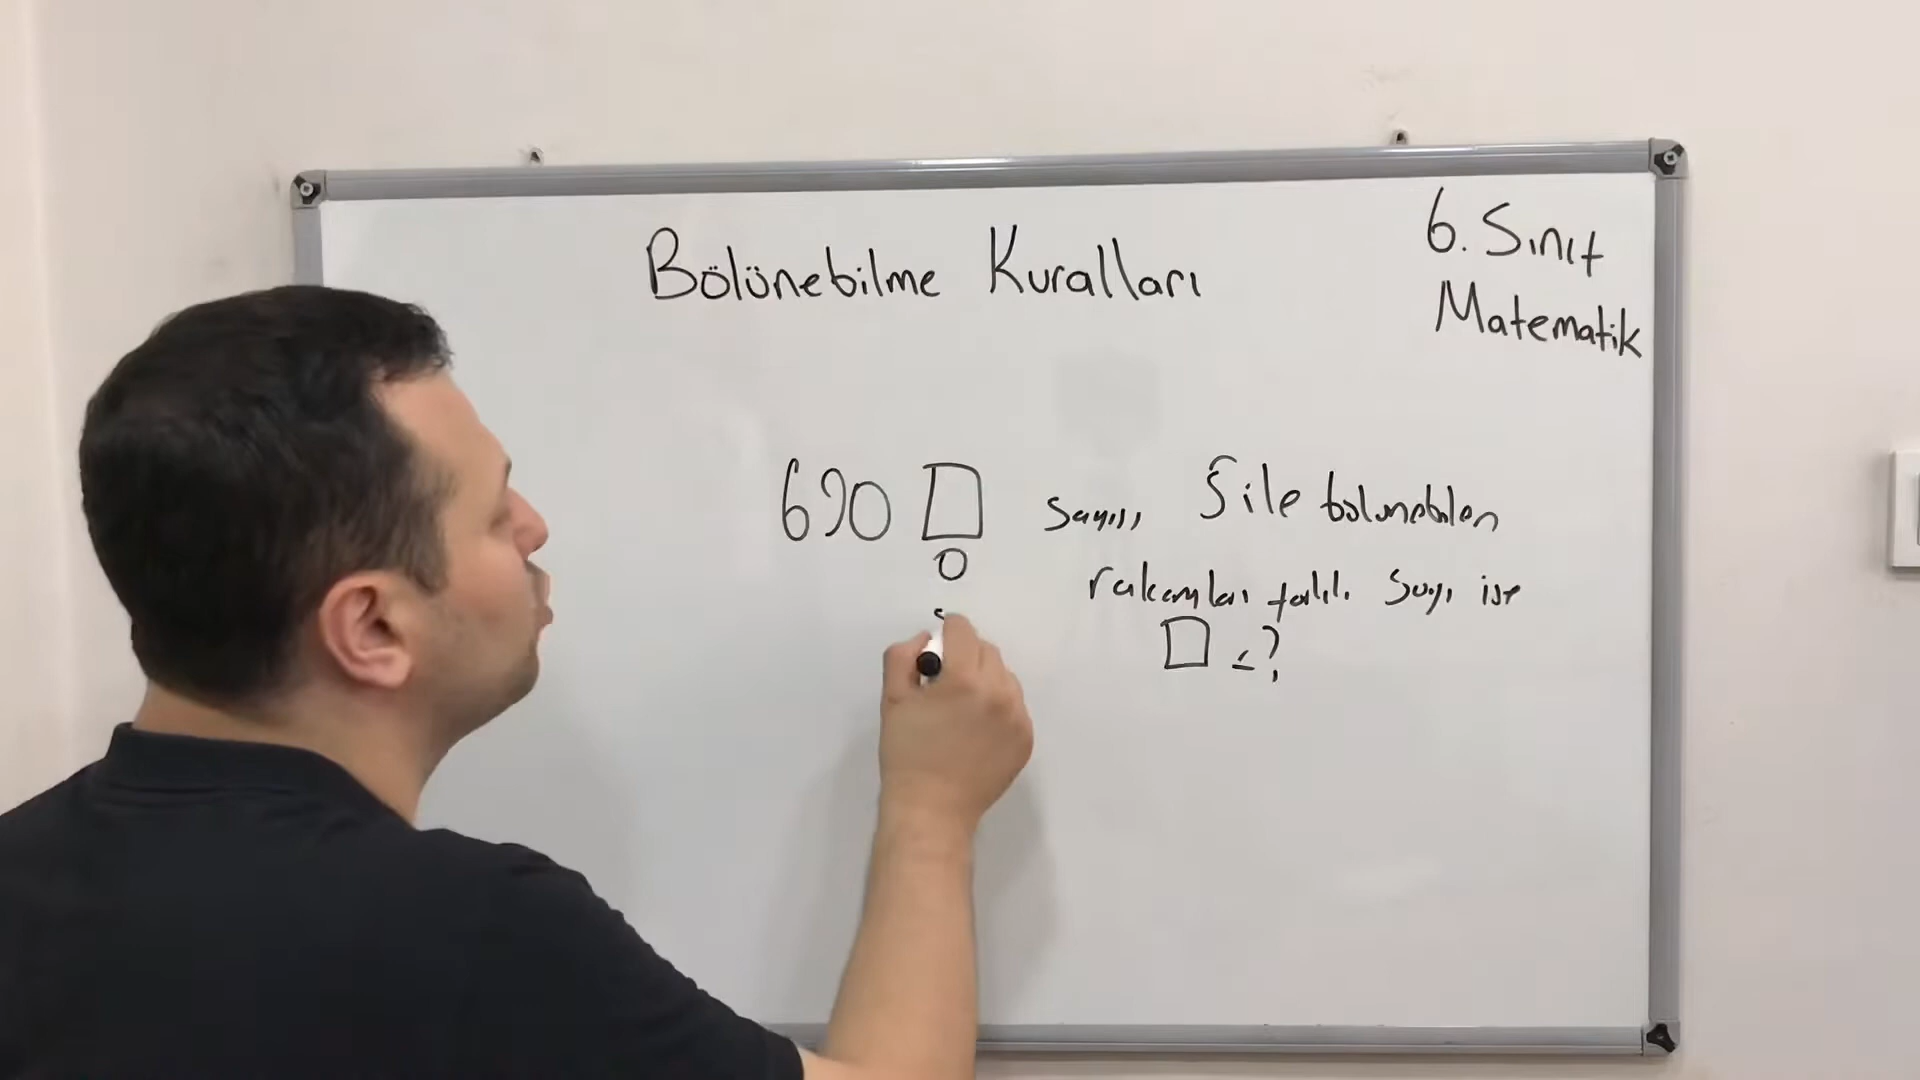 Bölünebilme Kuralları
6. Sınıf
Matematik
690 □ sayısı, 5 ile bölünebilen
0
rakamları farklı sayı ise
□ = ?